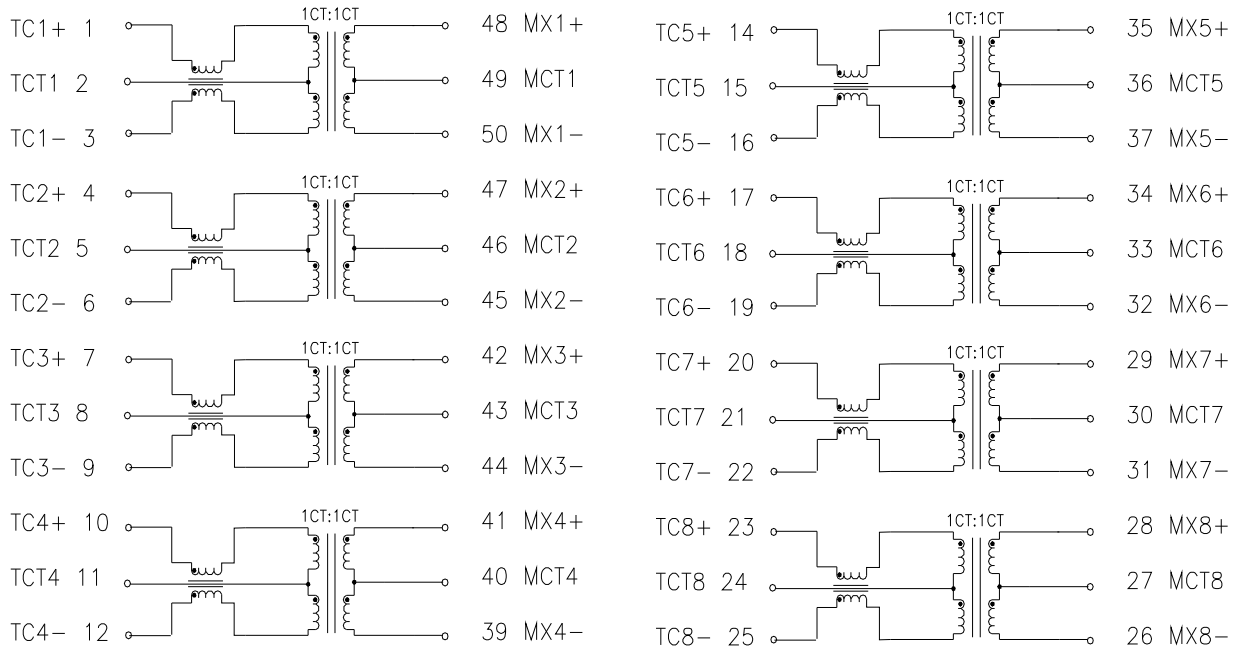 1CT:1CT
TC1+ 1
48 MX1+
TCT1 2
49 MCT1
TC1- 3
50 MX1-
1CT:1CT
TC2+ 4
47 MX2+
TCT2 5
46 MCT2
TC2- 6
45 MX2-
1CT:1CT
TC3+ 7
42 MX3+
TCT3 8
43 MCT3
TC3- 9
44 MX3-
1CT:1CT
TC4+ 10
41 MX4+
TCT4 11
40 MCT4
TC4- 12
39 MX4-
1CT:1CT
TC5+ 14
35 MX5+
TCT5 15
36 MCT5
TC5- 16
37 MX5-
1CT:1CT
TC6+ 17
34 MX6+
TCT6 18
33 MCT6
TC6- 19
32 MX6-
1CT:1CT
TC7+ 20
29 MX7+
TCT7 21
30 MCT7
TC7- 22
31 MX7-
1CT:1CT
TC8+ 23
28 MX8+
TCT8 24
27 MCT8
TC8- 25
26 MX8-